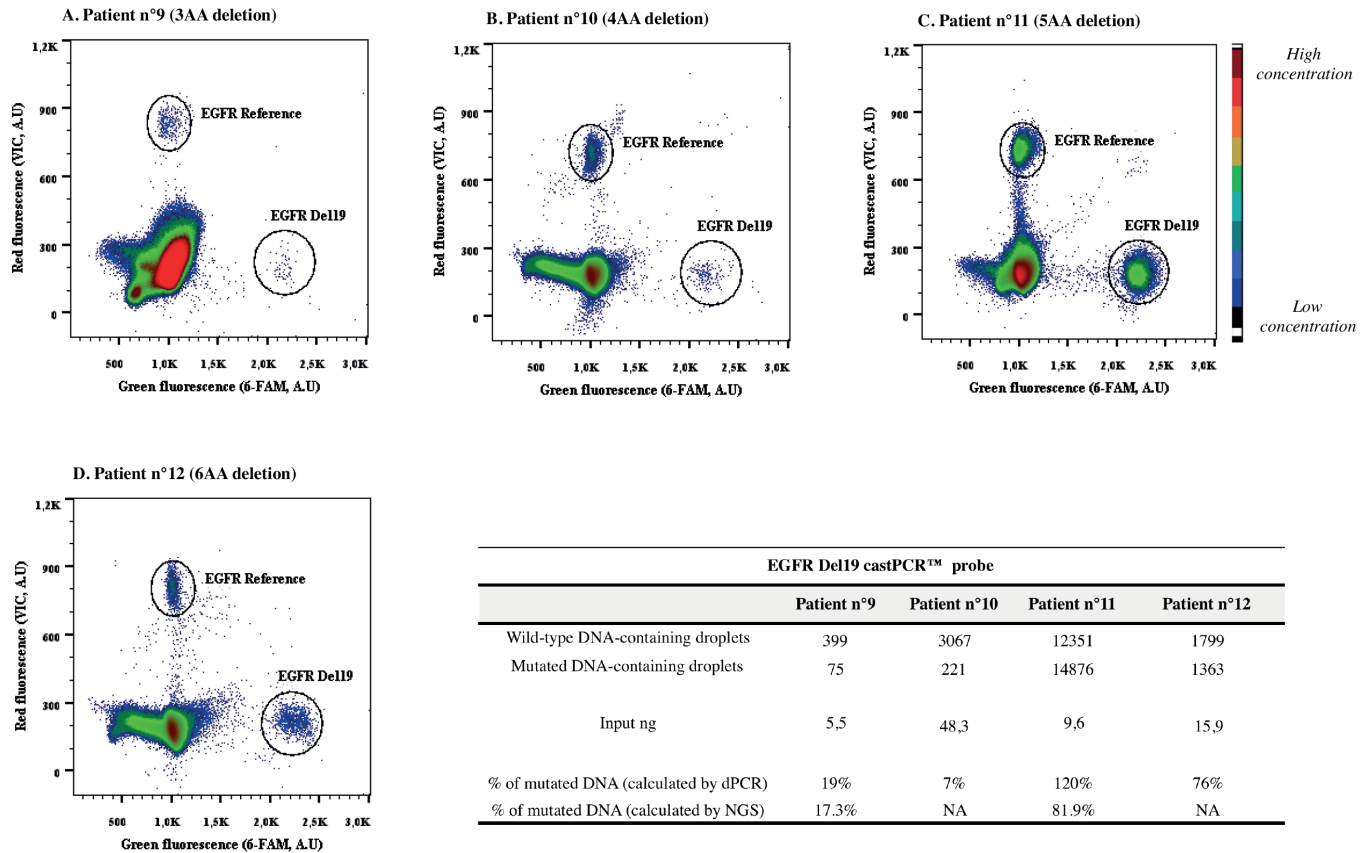 A. Patient n°9 (3AA deletion)
1,2K
900
600
300
0
Red fluorescence (VIC, A.U)
EGFR Reference
EGFR Del19
500 1,0K 1,5K 2,0K 2,5K 3,0K
Green fluorescence (6-FAM, A.U)
B. Patient n°10 (4AA deletion)
1,2K
900
600
300
0
Red fluorescence (VIC, A.U)
EGFR Reference
EGFR Del19
500 1,0K 1,5K 2,0K 2,5K 3,0K
Green fluorescence (6-FAM, A.U)
C. Patient n°11 (5AA deletion)
1,2K
900
600
300
0
Red fluorescence (VIC, A.U)
EGFR Reference
EGFR Del19
500 1,0K 1,5K 2,0K 2,5K 3,0K
Green fluorescence (6-FAM, A.U)
High
concentration
Low
concentration
D. Patient n°12 (6AA deletion)
1,2K
900
600
300
0
Red fluorescence (VIC, A.U)
EGFR Reference
EGFR Del19
500 1,0K 1,5K 2,0K 2,5K 3,0K
Green fluorescence (6-FAM, A.U)
EGFR Del19 castPCR™ probe
Patient n°9 Patient n°10 Patient n°11 Patient n°12
Wild-type DNA-containing droplets 399 3067 12351 1799
Mutated DNA-containing droplets 75 221 14876 1363
Input ng 5,5 48,3 9,6 15,9
% of mutated DNA (calculated by dPCR) 19% 7% 120% 76%
% of mutated DNA (calculated by NGS) 17.3% NA 81.9% NA